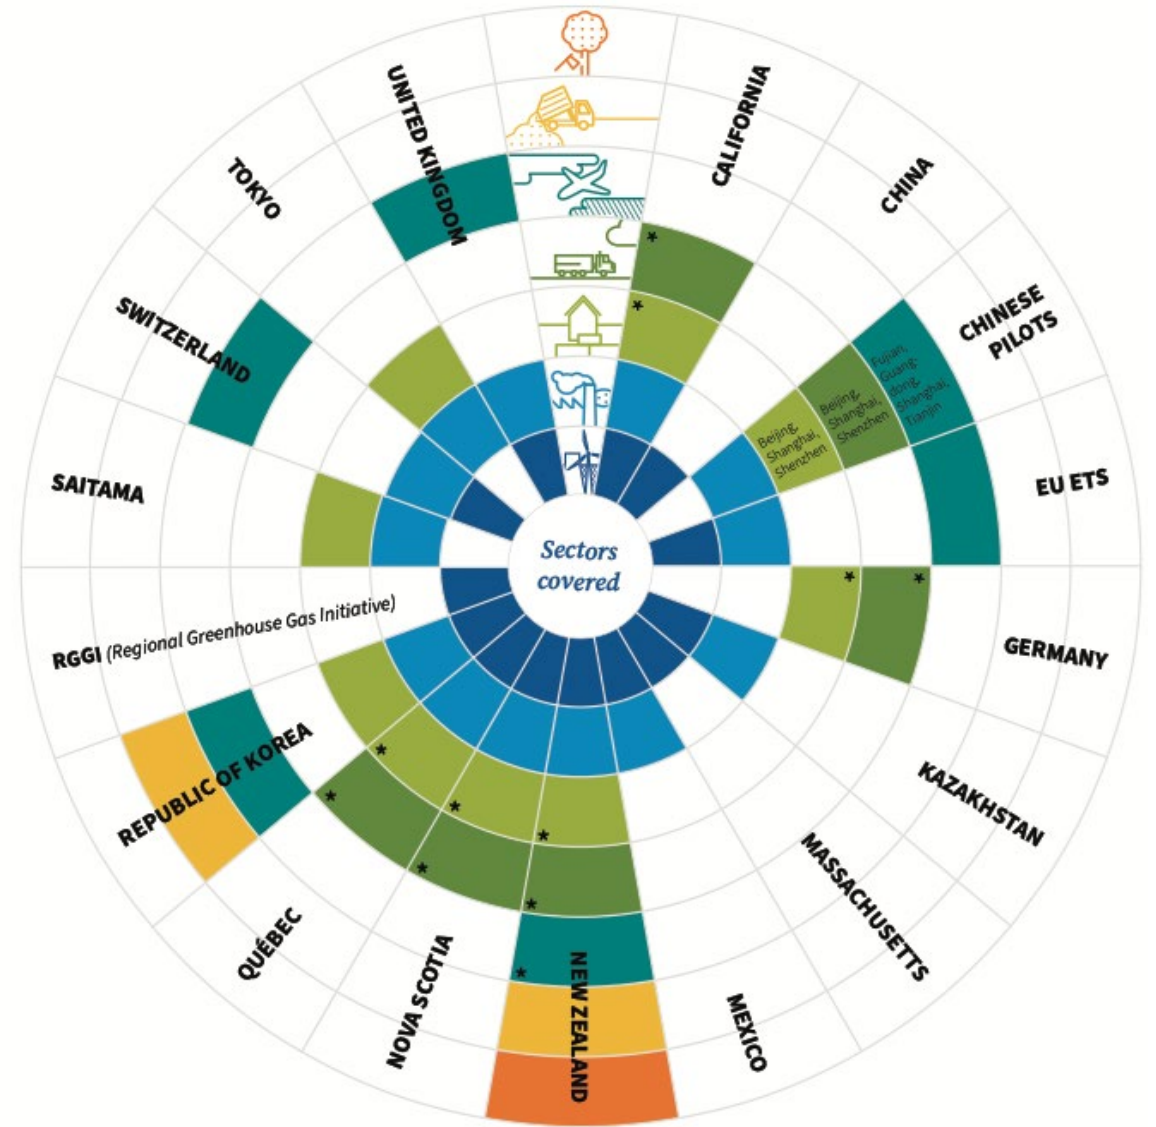 Sectors
covered
CALIFORNIA
*
*
CHINA
CHINESE
PILOTS
Beijing,
Shanghai,
Shenzhen
Beijing,
Shanghai,
Shenzhen
Fujian,
Guang-
dong,
Shanghai,
Tianjin
EU ETS
GERMANY
*
*
KAZAKHSTAN
MASSACHUSETTS
MEXICO
NEW ZEALAND
*
*
*
NOVA SCOTIA
*
*
QUÉBEC
*
*
REPUBLIC OF KOREA
RGGI (Regional Greenhouse Gas Initiative)
SAITAMA
SWITZERLAND
TOKYO
UNITED KINGDOM